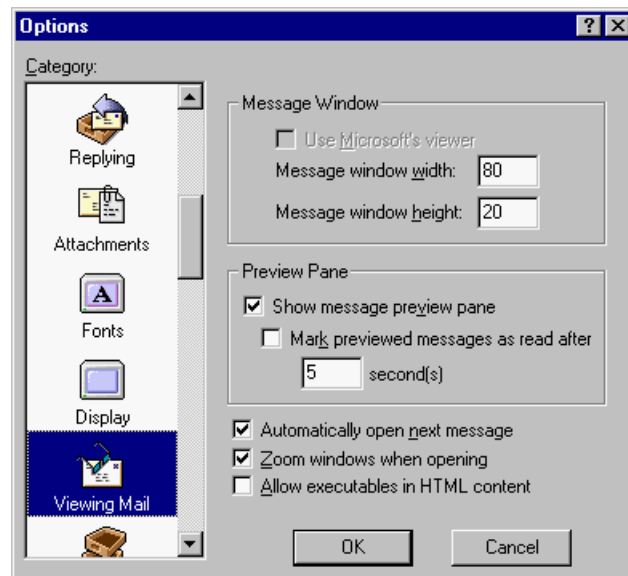 Options
Category:
Replying
Attachments
Fonts
Display
Viewing Mail
Message Window
Use Microsoft's viewer
Message window width: 80
Message window height: 20
Preview Pane
Show message preview pane
Mark previewed messages as read after
5 second(s)
Automatically open next message
Zoom windows when opening
Allow executables in HTML content
OK Cancel